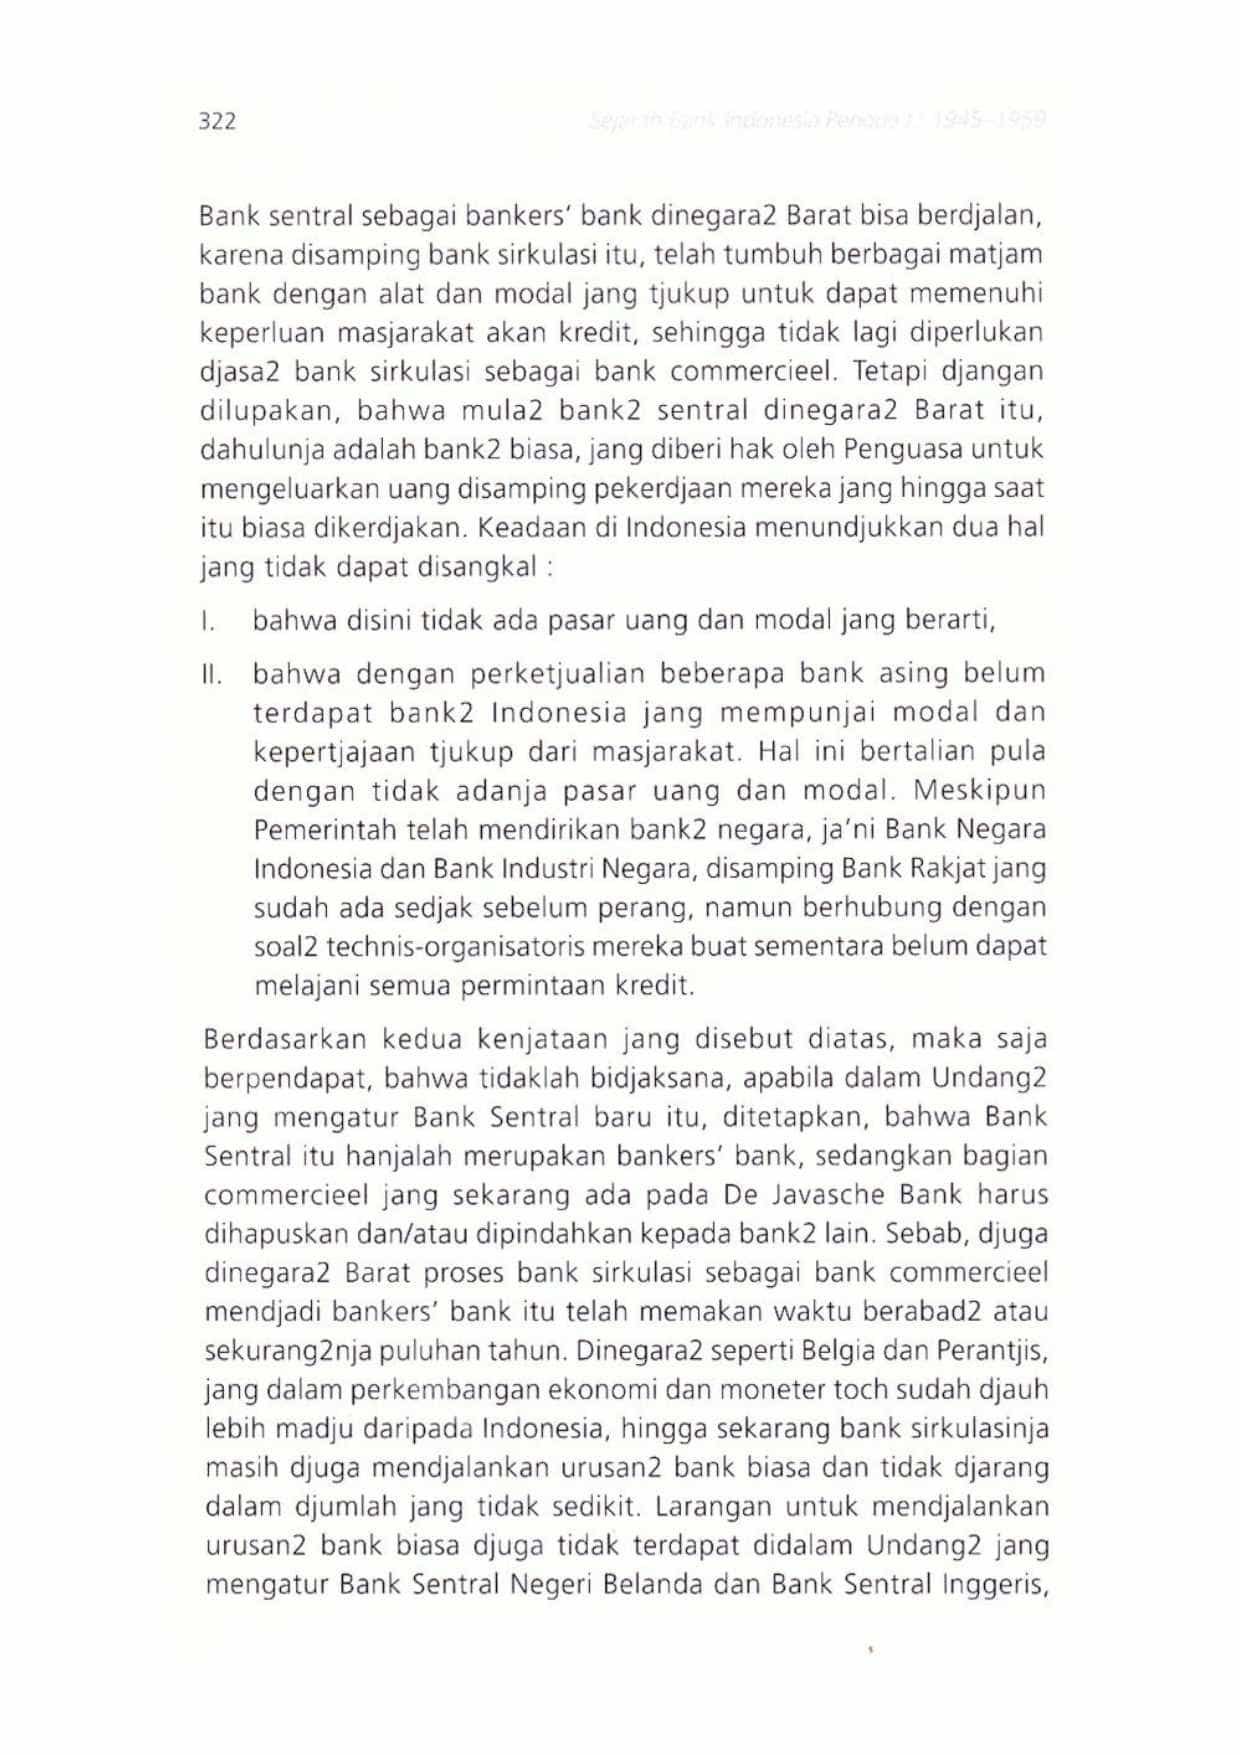 322
Sejarah Bank Indonesia Periode I : 1945–1959
Bank sentral sebagai bankers’ bank dinegara2 Barat bisa berdjalan,
karena disamping bank sirkulasi itu, telah tumbuh berbagai matjam
bank dengan alat dan modal jang tjukup untuk dapat memenuhi
keperluan masjarakat akan kredit, sehingga tidak lagi diperlukan
djasa2 bank sirkulasi sebagai bank commercieel. Tetapi djangan
dilupakan, bahwa mula2 bank2 sentral dinegara2 Barat itu,
dahulunja adalah bank2 biasa, jang diberi hak oleh Penguasa untuk
mengeluarkan uang disamping pekerdjaan mereka jang hingga saat
itu biasa dikerdjakan. Keadaan di Indonesia menundjukkan dua hal
jang tidak dapat disangkal :
I. bahwa disini tidak ada pasar uang dan modal jang berarti,
II. bahwa dengan perketjualian beberapa bank asing belum
terdapat bank2 Indonesia jang mempunjai modal dan
kepertjajaan tjukup dari masjarakat. Hal ini bertalian pula
dengan tidak adanja pasar uang dan modal. Meskipun
Pemerintah telah mendirikan bank2 negara, ja’ni Bank Negara
Indonesia dan Bank Industri Negara, disamping Bank Rakjat jang
sudah ada sedjak sebelum perang, namun berhubung dengan
soal2 technis-organisatoris mereka buat sementara belum dapat
melajani semua permintaan kredit.
Berdasarkan kedua kenjataan jang disebut diatas, maka saja
berpendapat, bahwa tidaklah bidjaksana, apabila dalam Undang2
jang mengatur Bank Sentral baru itu, ditetapkan, bahwa Bank
Sentral itu hanjalah merupakan bankers’ bank, sedangkan bagian
commercieel jang sekarang ada pada De Javasche Bank harus
dihapuskan dan/atau dipindahkan kepada bank2 lain. Sebab, djuga
dinegara2 Barat proses bank sirkulasi sebagai bank commercieel
mendjadi bankers’ bank itu telah memakan waktu berabad2 atau
sekurang2nja puluhan tahun. Dinegara2 seperti Belgia dan Perantjis,
jang dalam perkembangan ekonomi dan moneter toch sudah djauh
lebih madju daripada Indonesia, hingga sekarang bank sirkulasinja
masih djuga mendjalankan urusan2 bank biasa dan tidak djarang
dalam djumlah jang tidak sedikit. Larangan untuk mendjalankan
urusan2 bank biasa djuga tidak terdapat didalam Undang2 jang
mengatur Bank Sentral Negeri Belanda dan Bank Sentral Inggeris,